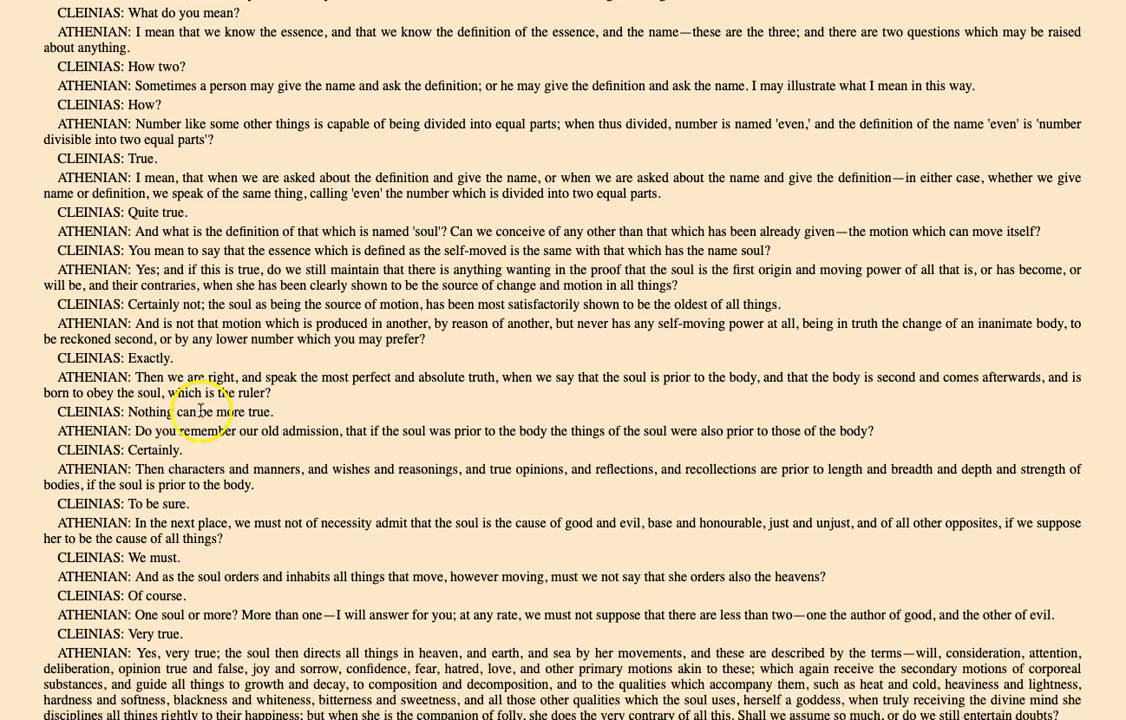 CLEINIAS: What do you mean?
ATHENIAN: I mean that we know the essence, and that we know the definition of the essence, and the name—these are the three; and there are two questions which may be raised
about anything.
CLEINIAS: How two?
ATHENIAN: Sometimes a person may give the name and ask the definition; or he may give the definition and ask the name. I may illustrate what I mean in this way.
CLEINIAS: How?
ATHENIAN: Number like some other things is capable of being divided into equal parts; when thus divided, number is named 'even,' and the definition of the name 'even' is 'number
divisible into two equal parts'?
CLEINIAS: True.
ATHENIAN: I mean, that when we are asked about the definition and give the name, or when we are asked about the name and give the definition—in either case, whether we give
name or definition, we speak of the same thing, calling 'even' the number which is divided into two equal parts.
CLEINIAS: Quite true.
ATHENIAN: And what is the definition of that which is named 'soul'? Can we conceive of any other than that which has been already given—the motion which can move itself?
CLEINIAS: You mean to say that the essence which is defined as the self-moved is the same with that which has the name soul?
ATHENIAN: Yes; and if this is true, do we still maintain that there is anything wanting in the proof that the soul is the first origin and moving power of all that is, or has become, or
will be, and their contraries, when she has been clearly shown to be the source of change and motion in all things?
CLEINIAS: Certainly not; the soul as being the source of motion, has been most satisfactorily shown to be the oldest of all things.
ATHENIAN: And is not that motion which is produced in another, by reason of another, but never has any self-moving power at all, being in truth the change of an inanimate body, to
be reckoned second, or by any lower number which you may prefer?
CLEINIAS: Exactly.
ATHENIAN: Then we are right, and speak the most perfect and absolute truth, when we say that the soul is prior to the body, and that the body is second and comes afterwards, and is
born to obey the soul, which is the ruler?
CLEINIAS: Nothing can be more true.
ATHENIAN: Do you remember our old admission, that if the soul was prior to the body the things of the soul were also prior to those of the body?
CLEINIAS: Certainly.
ATHENIAN: Then characters and manners, and wishes and reasonings, and true opinions, and reflections, and recollections are prior to length and breadth and depth and strength of
bodies, if the soul is prior to the body.
CLEINIAS: To be sure.
ATHENIAN: In the next place, we must not of necessity admit that the soul is the cause of good and evil, base and honourable, just and unjust, and of all other opposites, if we suppose
her to be the cause of all things?
CLEINIAS: We must.
ATHENIAN: And as the soul orders and inhabits all things that move, however moving, must we not say that she orders also the heavens?
CLEINIAS: Of course.
ATHENIAN: One soul or more? More than one—I will answer for you; at any rate, we must not suppose that there are less than two—one the author of good, and the other of evil.
CLEINIAS: Very true.
ATHENIAN: Yes, very true; the soul then directs all things in heaven, and earth, and sea by her movements, and these are described by the terms—will, consideration, attention,
deliberation, opinion true and false, joy and sorrow, confidence, fear, hatred, love, and other primary motions akin to these; which again receive the secondary motions of corporeal
substances, and guide all things to growth and decay, to composition and decomposition, and to the qualities which accompany them, such as heat and cold, heaviness and lightness,
hardness and softness, blackness and whiteness, bitterness and sweetness, and all those other qualities which the soul uses, herself a goddess, when truly receiving the divine mind she
disciplines all things rightly to their happiness; but when she is the companion of folly, she does the very contrary of all this. Shall we assume so much, or do we still entertain doubts?